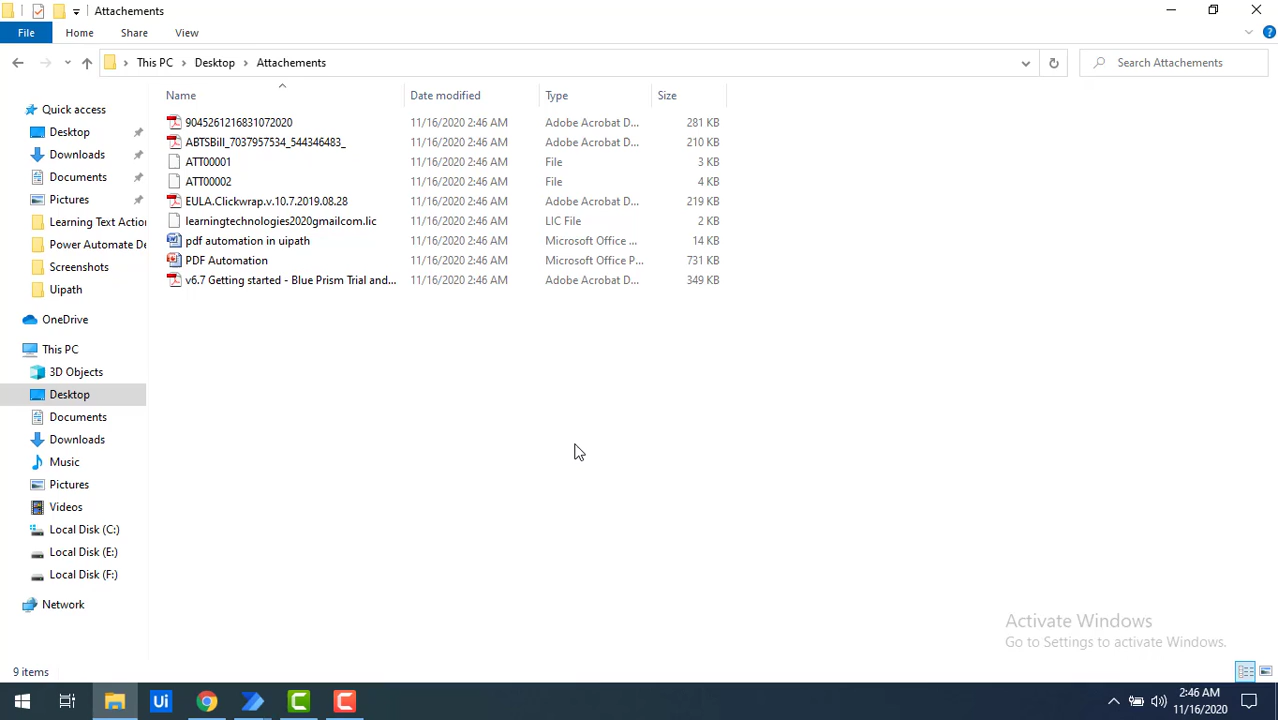 Attachements
File Home Share View
This PC Desktop Attachements Search Attachements
Name Date modified Type Size
Quick access
Desktop
Downloads
Documents
Pictures
Learning Text Actio
Power Automate De
Screenshots
Uipath
OneDrive
This PC
3D Objects
Desktop
Documents
Downloads
Music
Pictures
Videos
Local Disk (C:)
Local Disk (E:)
Local Disk (F:)
Network
9045261216831072020 11/16/2020 2:46 AM Adobe Acrobat D... 281 KB
ABTSBill_7037957534_544346483_ 11/16/2020 2:46 AM Adobe Acrobat D... 210 KB
ATT00001 11/16/2020 2:46 AM File 3 KB
ATT00002 11/16/2020 2:46 AM File 4 KB
EULA.Clickwrap.v.10.7.2019.08.28 11/16/2020 2:46 AM Adobe Acrobat D... 219 KB
learningtechnologies2020gmailcom.lic 11/16/2020 2:46 AM LIC File 2 KB
pdf automation in uipath 11/16/2020 2:46 AM Microsoft Office ... 14 KB
PDF Automation 11/16/2020 2:46 AM Microsoft Office P... 731 KB
v6.7 Getting started - Blue Prism Trial and... 11/16/2020 2:46 AM Adobe Acrobat D... 349 KB
Activate Windows
Go to Settings to activate Windows.
9 items
Ui
2:46 AM
11/16/2020